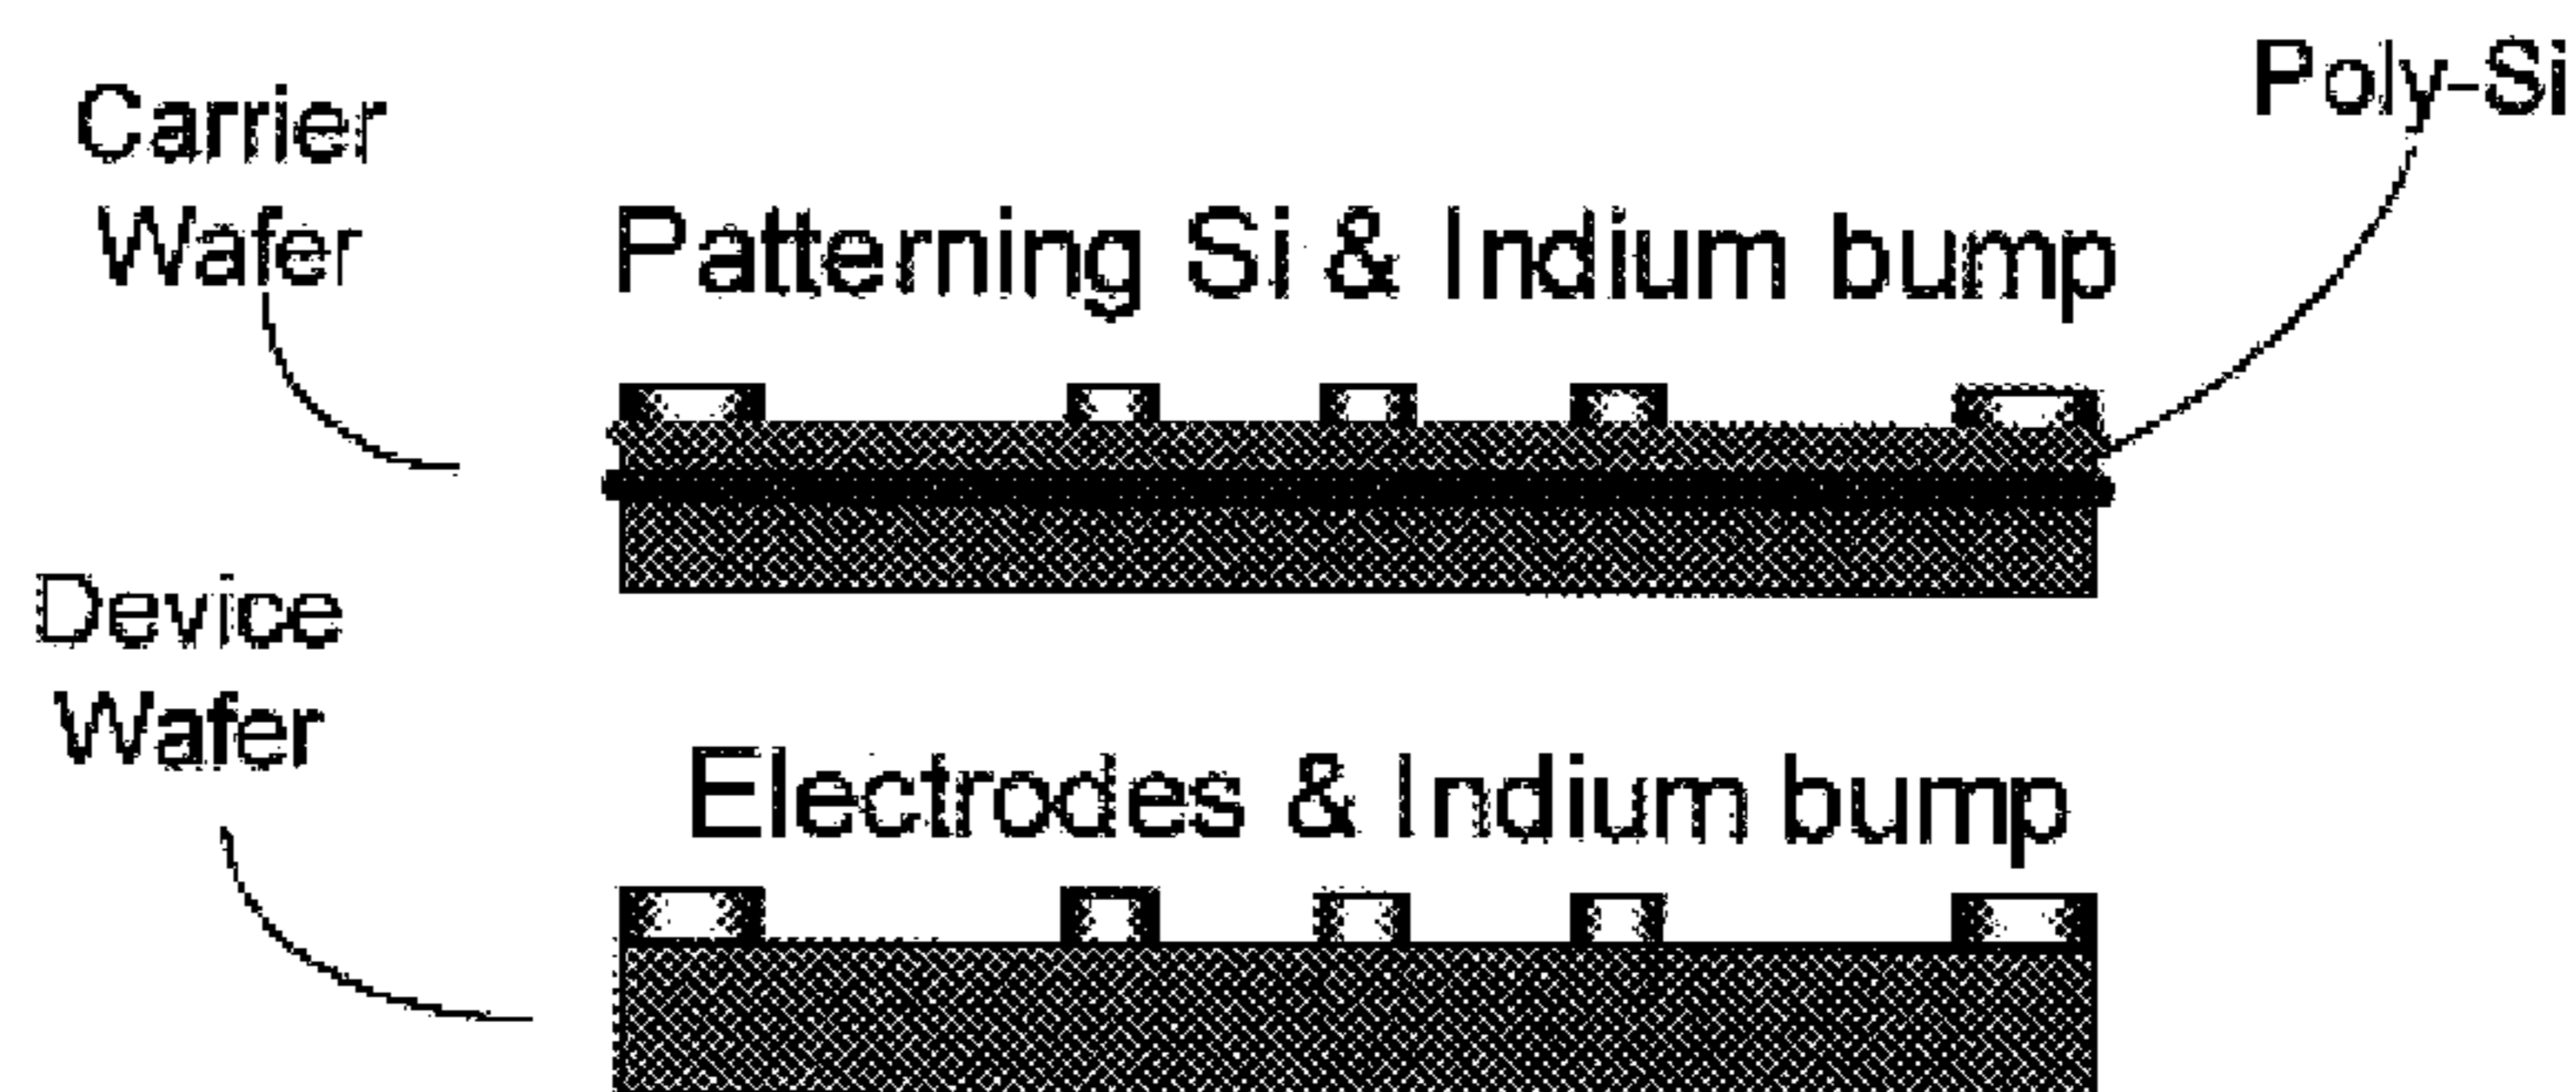 Poly-Si
Carrier
Wafer
Patterning Si & Indium bump
Device
Wafer
Electrodes & Indium bump